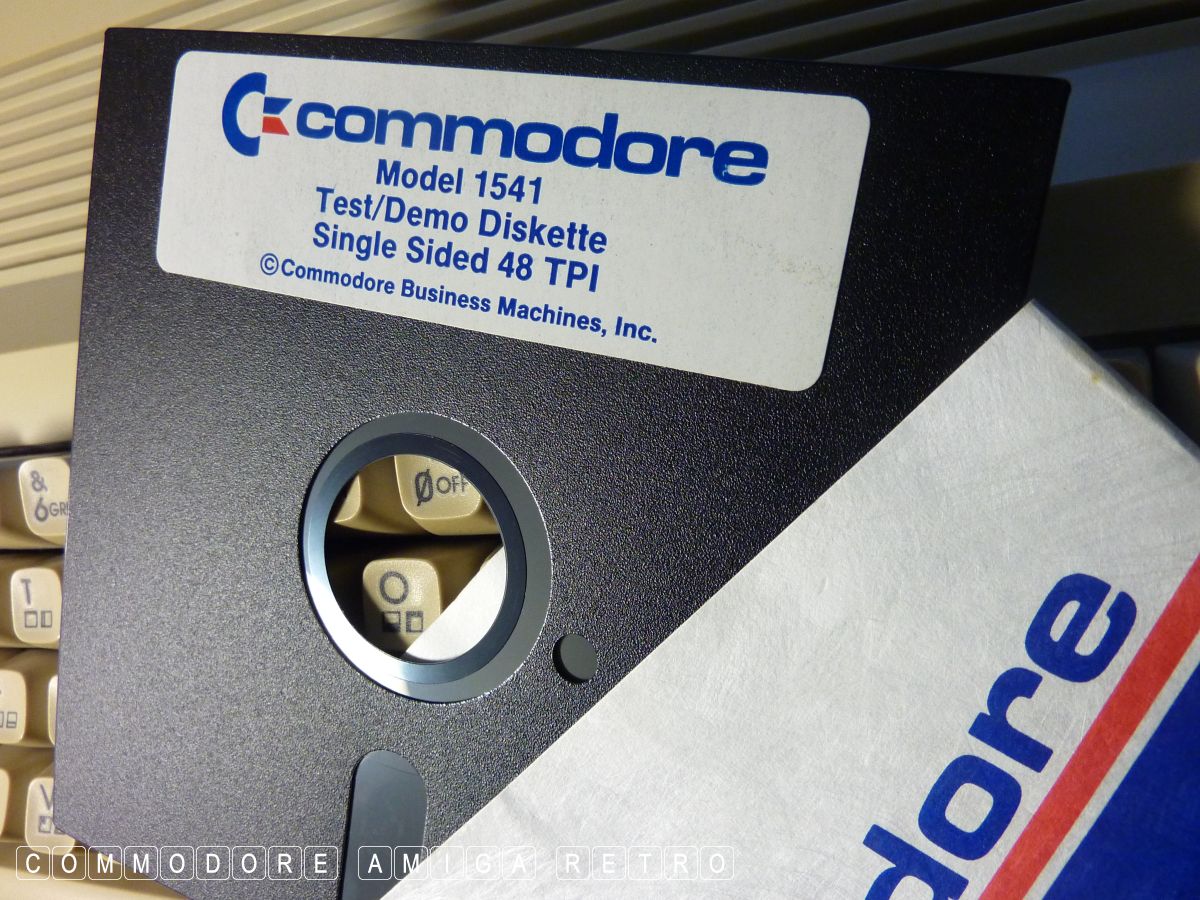 commodore
Model 1541
Test/Demo Diskette
Single Sided 48 TPI
©Commodore Business Machines, Inc.
&
6
Ø OFF
T
O
V
dore
COMMODORE AMIGA RETRO